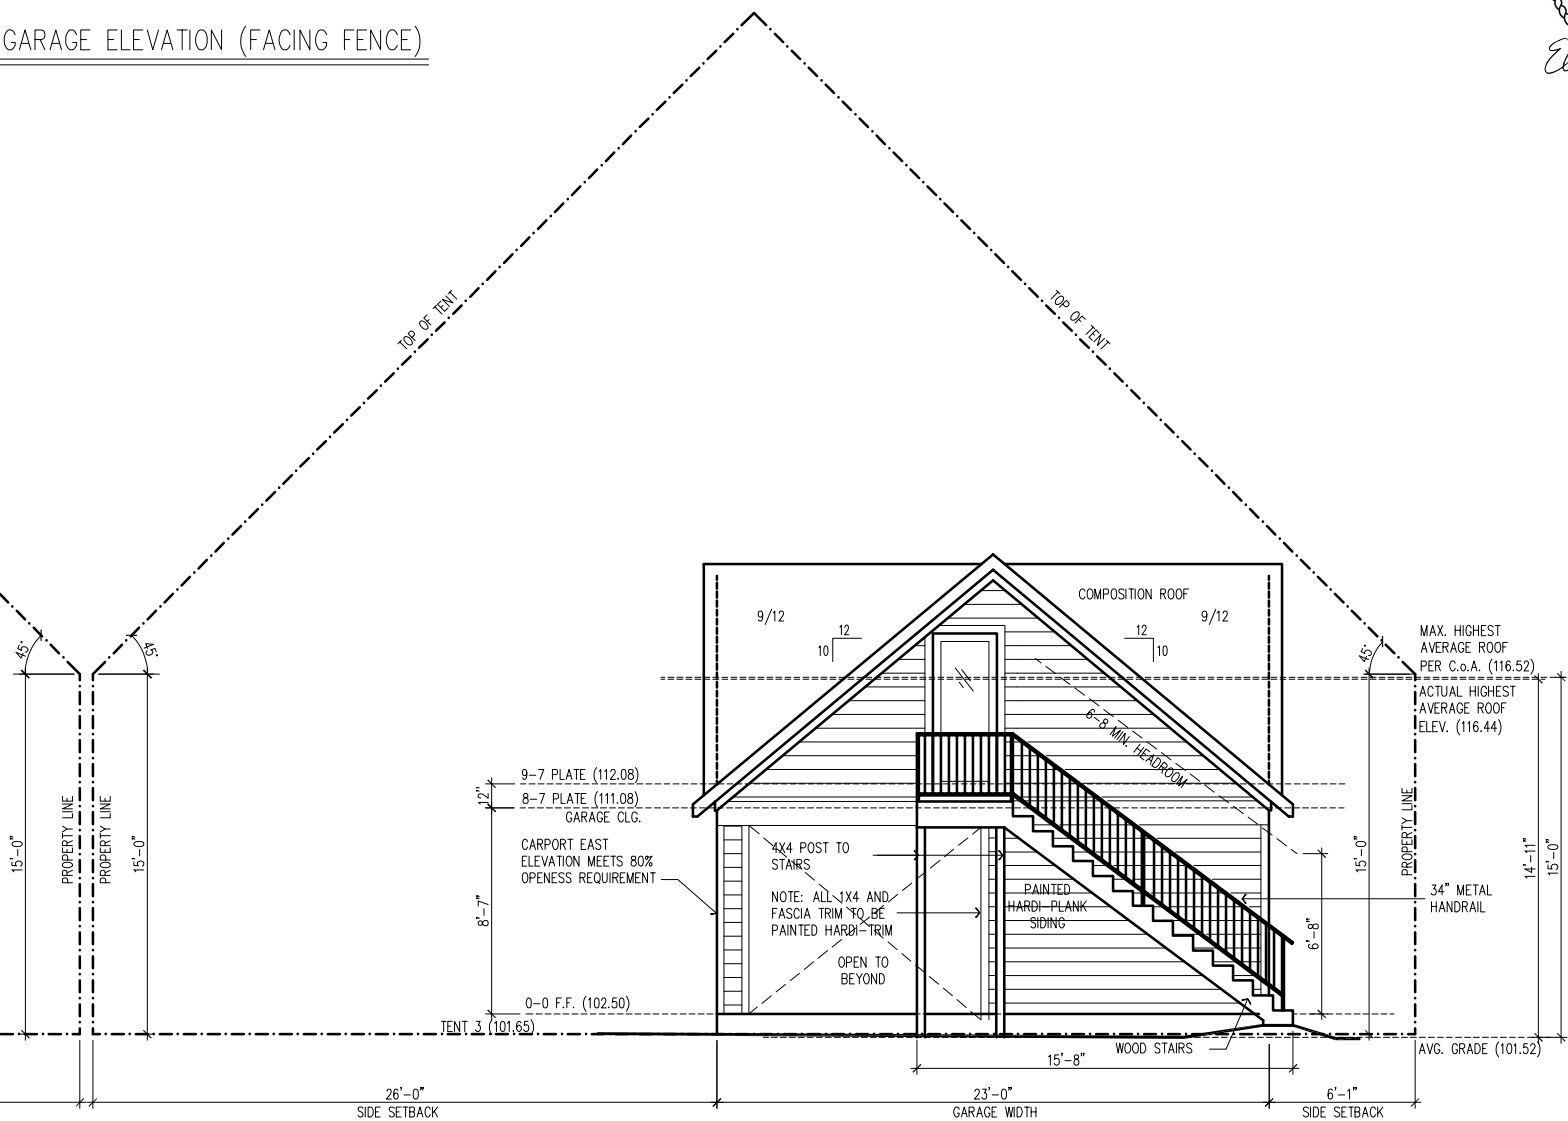 GARAGE ELEVATION (FACING FENCE)
TOP OF TENT
TOP OF TENT
COMPOSITION ROOF
9/12
9/12
12
10
12
10
45°
45°
45°
MAX. HIGHEST
AVERAGE ROOF
PER C.o.A. (116.52)
ACTUAL HIGHEST
AVERAGE ROOF
ELEV. (116.44)
6-8 MIN. HEADROOM
9-7 PLATE (112.08)
12"
8-7 PLATE (111.08)
GARAGE CLG.
PROPERTY LINE
PROPERTY LINE
PROPERTY LINE
15'-0"
15'-0"
15'-0"
14'-11"
15'-0"
CARPORT EAST
ELEVATION MEETS 80%
OPENESS REQUIREMENT
8'-7"
4X4 POST TO
STAIRS
NOTE: ALL 1X4 AND
FASCIA TRIM TO BE
PAINTED HARDI-TRIM
OPEN TO
BEYOND
PAINTED
HARDI-PLANK
SIDING
34" METAL
HANDRAIL
6'-8"
0-0 F.F. (102.50)
TENT 3 (101.65)
WOOD STAIRS
AVG. GRADE (101.52)
15'-8"
26'-0"
SIDE SETBACK
23'-0"
GARAGE WIDTH
6'-1"
SIDE SETBACK